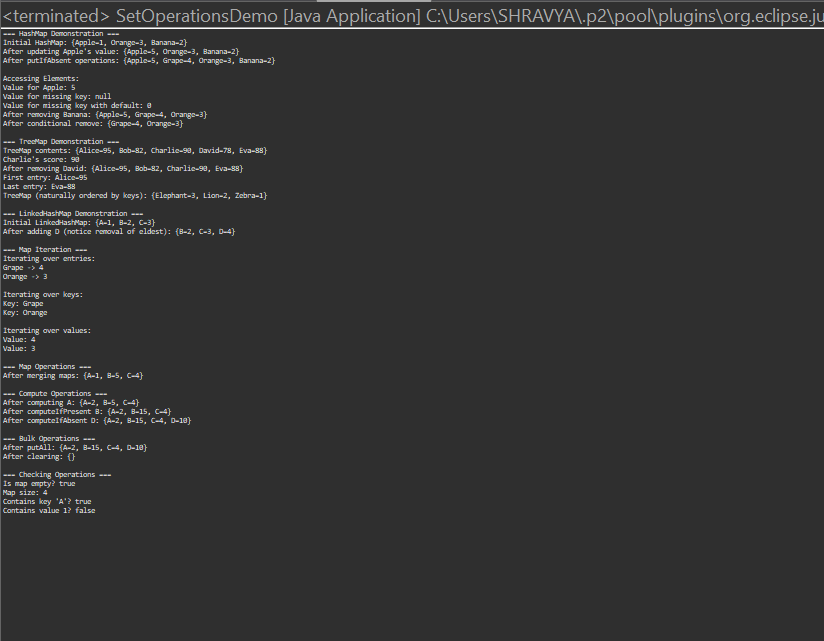 <terminated> SetOperationsDemo [Java Application] C:\Users\SHRAVYA\.p2\pool\plugins\org.eclipse.ju
=== HashMap Demonstration ===
Initial HashMap: {Apple=1, Orange=3, Banana=2}
After updating Apple's value: {Apple=5, Orange=3, Banana=2}
After putIfAbsent operations: {Apple=5, Grape=4, Orange=3, Banana=2}
Accessing Elements:
Value for Apple: 5
Value for missing key: null
Value for missing key with default: 0
After removing Banana: {Apple=5, Grape=4, Orange=3}
After conditional remove: {Grape=4, Orange=3}
=== TreeMap Demonstration ===
TreeMap contents: {Alice=95, Bob=82, Charlie=90, David=78, Eva=88}
Charlie's score: 90
After removing David: {Alice=95, Bob=82, Charlie=90, Eva=88}
First entry: Alice=95
Last entry: Eva=88
TreeMap (naturally ordered by keys): {Elephant=3, Lion=2, Zebra=1}
=== LinkedHashMap Demonstration ===
Initial LinkedHashMap: {A=1, B=2, C=3}
After adding D (notice removal of eldest): {B=2, C=3, D=4}
=== Map Iteration ===
Iterating over entries:
Grape -> 4
Orange -> 3
Iterating over keys:
Key: Grape
Key: Orange
Iterating over values:
Value: 4
Value: 3
=== Map Operations ===
After merging maps: {A=1, B=5, C=4}
=== Compute Operations ===
After computing A: {A=2, B=5, C=4}
After computeIfPresent B: {A=2, B=15, C=4}
After computeIfAbsent D: {A=2, B=15, C=4, D=10}
=== Bulk Operations ===
After putAll: {A=2, B=15, C=4, D=10}
After clearing: {}
=== Checking Operations ===
Is map empty? true
Map size: 4
Contains key 'A'? true
Contains value 1? false